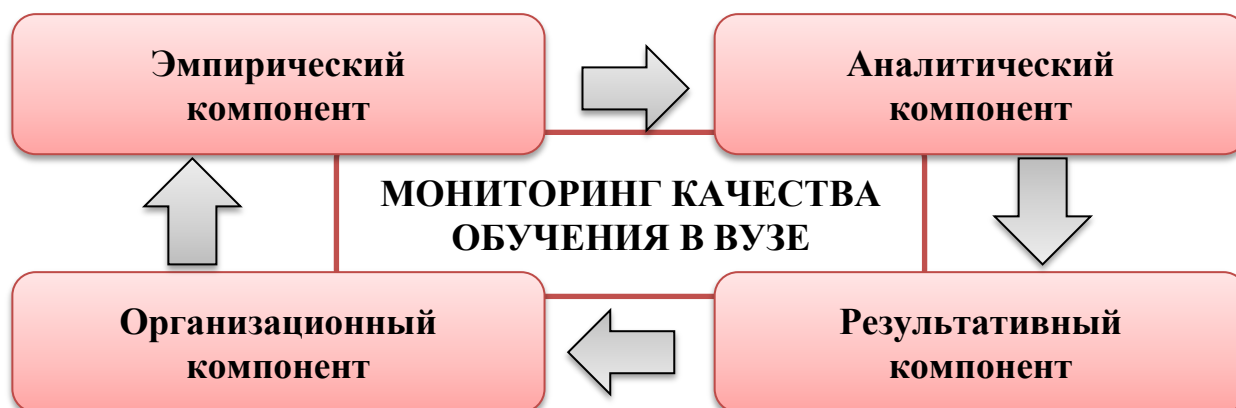 Эмпирический
компонент
Аналитический
компонент
МОНИТОРИНГ КАЧЕСТВА
ОБУЧЕНИЯ В ВУЗЕ
Организационный
компонент
Результативный
компонент